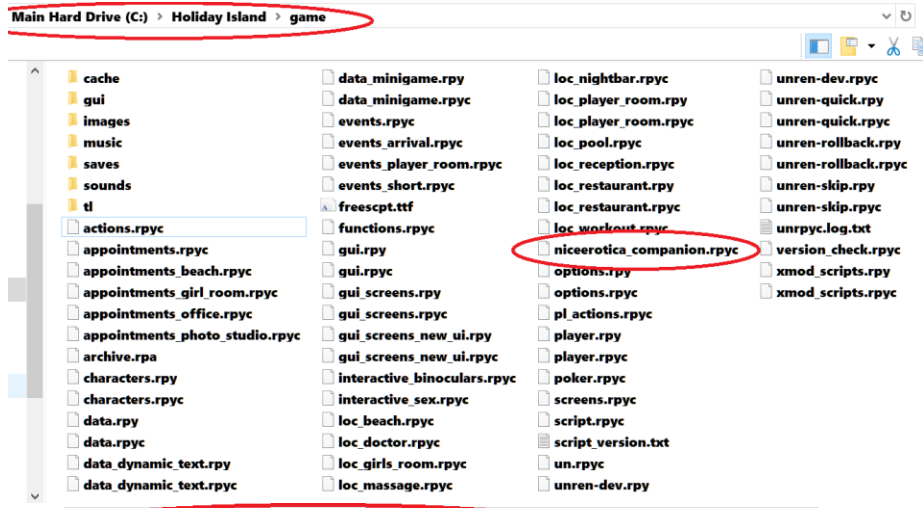 Main Hard Drive (C:) > Holiday Island > game
cache
gui
images
music
saves
sounds
tl
actions.rpyc
appointments.rpyc
appointments_beach.rpyc
appointments_girl_room.rpyc
appointments_office.rpyc
appointments_photo_studio.rpyc
archive.rpa
characters.rpy
characters.rpyc
data.rpy
data.rpyc
data_dynamic_text.rpy
data_dynamic_text.rpyc
data_minigame.rpy
data_minigame.rpyc
events.rpyc
events_arrival.rpyc
events_player_room.rpyc
events_short.rpyc
freescpt.ttf
functions.rpyc
gui.rpy
gui.rpyc
gui_screens.rpy
gui_screens.rpyc
gui_screens_new_ui.rpy
gui_screens_new_ui.rpyc
interactive_binoculars.rpyc
interactive_sex.rpyc
loc_beach.rpyc
loc_doctor.rpyc
loc_girls_room.rpyc
loc_massage.rpyc
loc_nightbar.rpyc
loc_player_room.rpy
loc_player_room.rpyc
loc_pool.rpyc
loc_reception.rpyc
loc_restaurant.rpy
loc_restaurant.rpyc
loc_workout.rpyc
niceerotica_companion.rpyc
options.rpy
options.rpyc
pl_actions.rpyc
player.rpy
player.rpyc
poker.rpyc
screens.rpyc
script.rpyc
script_version.txt
un.rpyc
unren-dev.rpy
unren-dev.rpyc
unren-quick.rpy
unren-quick.rpyc
unren-rollback.rpy
unren-rollback.rpyc
unren-skip.rpy
unren-skip.rpyc
unrpyc.log.txt
version_check.rpyc
xmod_scripts.rpy
xmod_scripts.rpyc